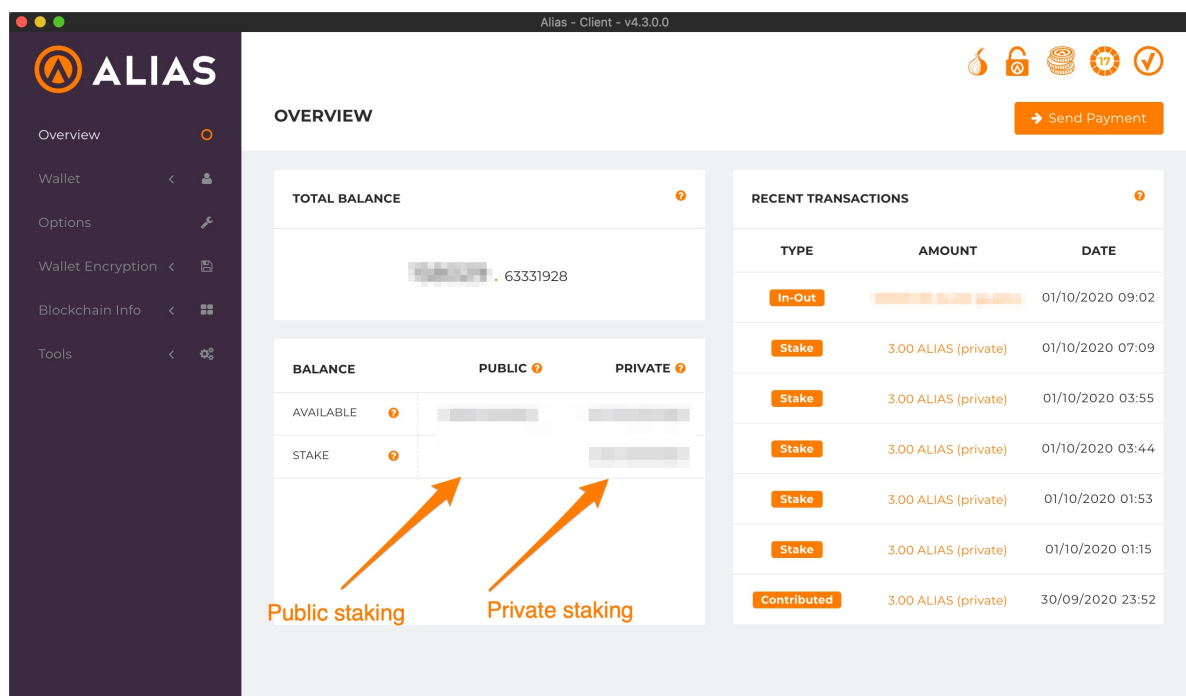 Alias - Client - v4.3.0.0
ALIAS
17
OVERVIEW
Send Payment
Overview
Wallet
Options
Wallet Encryption
Blockchain Info
Tools
TOTAL BALANCE ?
. 63331928
BALANCE PUBLIC ? PRIVATE ?
AVAILABLE ?
STAKE ?
Public staking
Private staking
RECENT TRANSACTIONS ?
TYPE AMOUNT DATE
In-Out 01/10/2020 09:02
Stake 3.00 ALIAS (private) 01/10/2020 07:09
Stake 3.00 ALIAS (private) 01/10/2020 03:55
Stake 3.00 ALIAS (private) 01/10/2020 03:44
Stake 3.00 ALIAS (private) 01/10/2020 01:53
Stake 3.00 ALIAS (private) 01/10/2020 01:15
Contributed 3.00 ALIAS (private) 30/09/2020 23:52